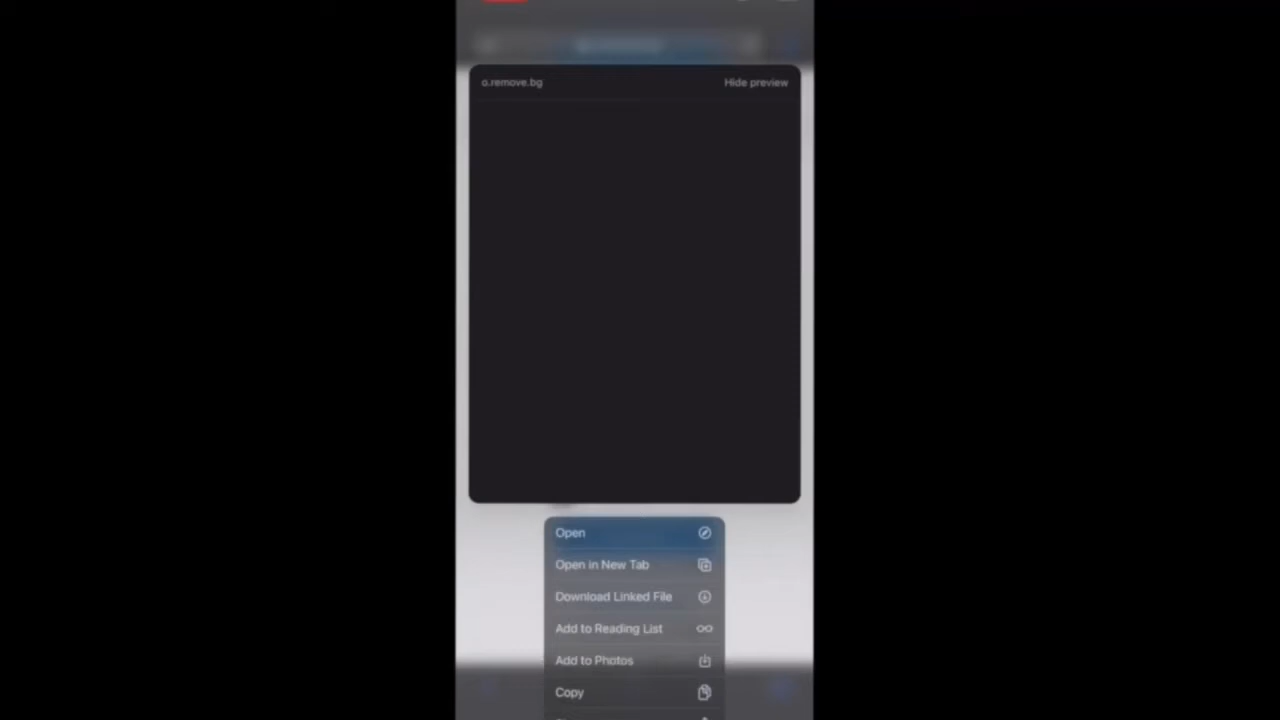 o.remove.bg
Hide preview
Open
Open in New Tab
Download Linked File
Add to Reading List
Add to Photos
Copy